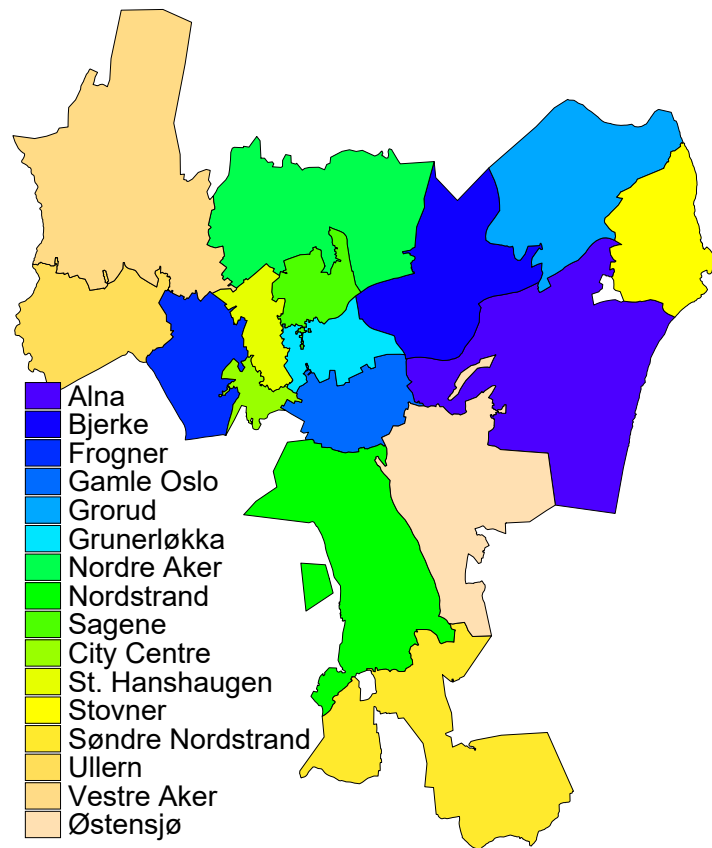 Alna
Bjerke
Frogner
Gamle Oslo
Grorud
Grunerløkka
Nordre Aker
Nordstrand
Sagene
City Centre
St. Hanshaugen
Stovner
Søndre Nordstrand
Ullern
Vestre Aker
Østensjø